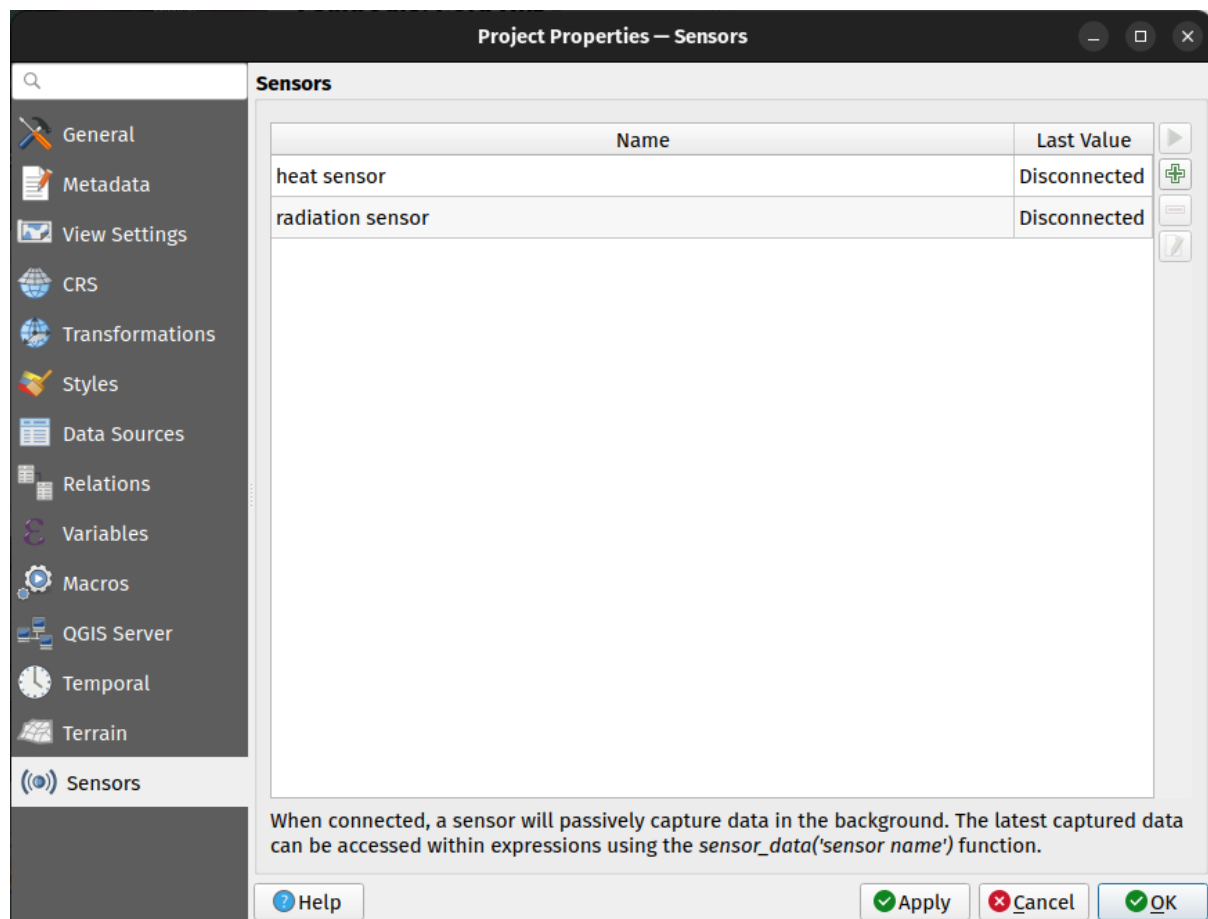 Project Properties — Sensors
Sensors
General
Metadata
View Settings
CRS
Transformations
Styles
Data Sources
Relations
Variables
Macros
QGIS Server
Temporal
Terrain
Sensors
Name Last Value
heat sensor Disconnected
radiation sensor Disconnected
When connected, a sensor will passively capture data in the background. The latest captured data
can be accessed within expressions using the sensor_data('sensor name') function.
Help Apply Cancel OK